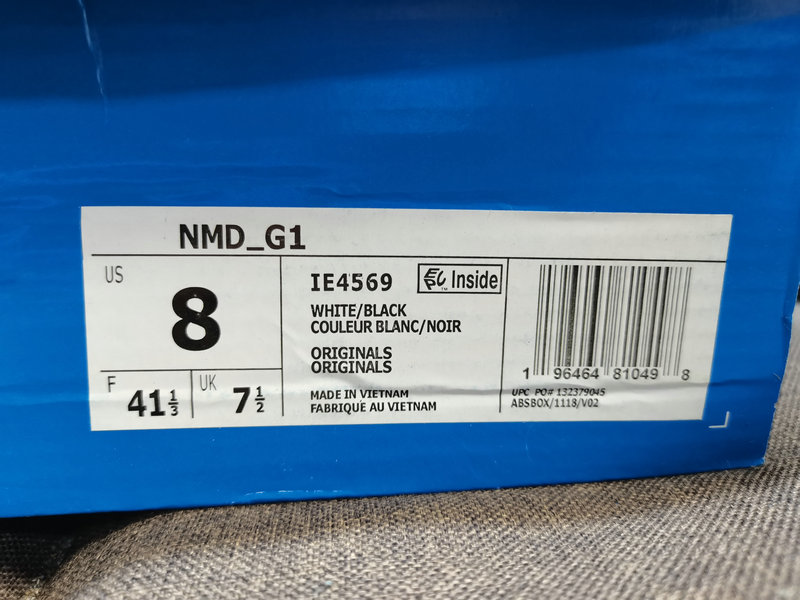 NMD_G1
US
8
F
41 1/3
UK
7 1/2
IE4569
Inside
WHITE/BLACK
COULEUR BLANC/NOIR
ORIGINALS
ORIGINALS
MADE IN VIETNAM
FABRIQUÉ AU VIETNAM
1 96464 81049 8
UPC PO# 132379045
ABSBOX/1118/V02